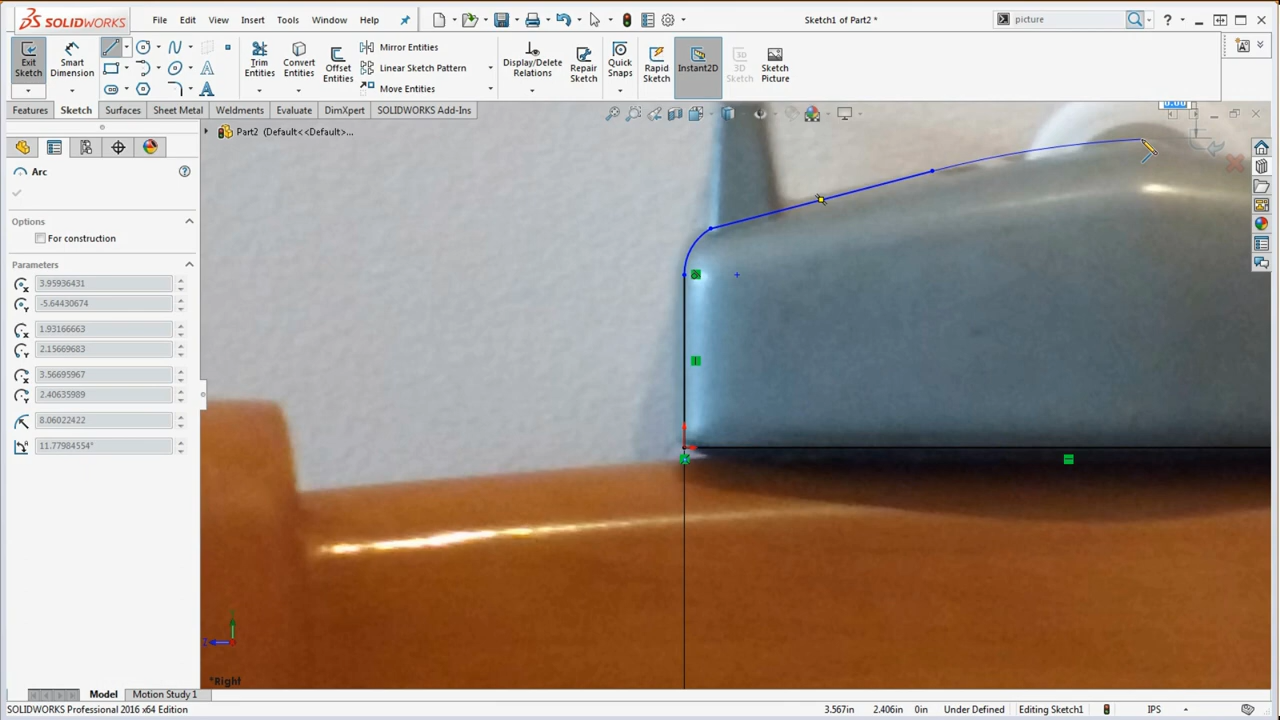 SOLIDWORKS File Edit View Insert Tools Window Help
Sketch1 of Part2 *
picture
Exit Sketch
Smart Dimension
Trim Entities
Convert Entities
Offset Entities
Mirror Entities
Linear Sketch Pattern
Move Entities
Display/Delete Relations
Repair Sketch
Quick Snaps
Rapid Sketch
Instant2D
3D Sketch
Sketch Picture
Features Sketch Surfaces Sheet Metal Weldments Evaluate DimXpert SOLIDWORKS Add-Ins
0.00
Part2 (Default<<Default>...
Arc
Options
For construction
Parameters
3.95936431
-5.64430674
1.93166663
2.15669683
3.56695967
2.40635989
8.06022422
11.77984554°
Z
*Right
Model Motion Study 1
SOLIDWORKS Professional 2016 x64 Edition
3.567in 2.406in 0in Under Defined Editing Sketch1 IPS